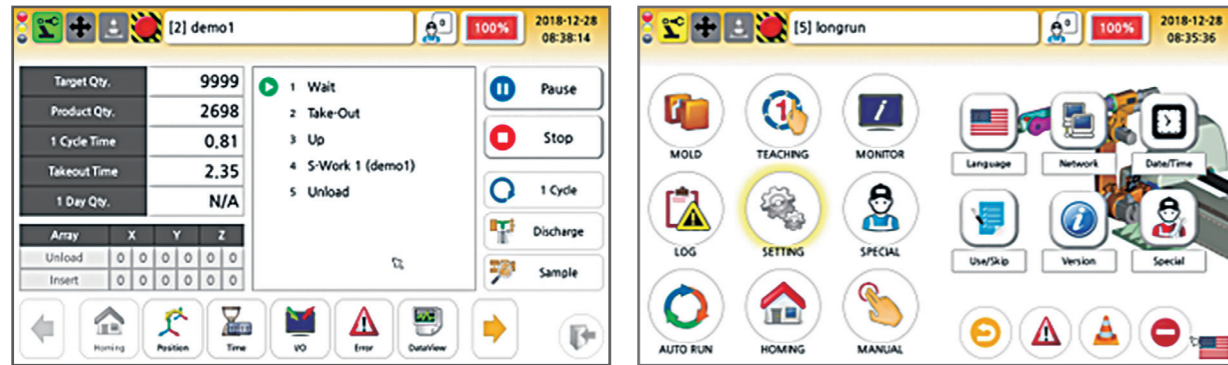 [2] demo1
0
100%
2018-12-28
08:38:14
Target Qty. 9999
Product Qty. 2698
1 Cycle Time 0.81
Takeout Time 2.35
1 Day Qty. N/A
Array X Y Z
Unload 0 0 0 0 0 0
Insert 0 0 0 0 0 0
1 Wait
2 Take-Out
3 Up
4 S-Work 1 (demo1)
5 Unload
Pause
Stop
1 Cycle
Discharge
Sample
Homing
Position
Time
I/O
Error
DataView
[5] longrun
0
100%
2018-12-28
08:35:36
MOLD
1
TEACHING
MONITOR
LOG
SETTING
SPECIAL
AUTO RUN
HOMING
MANUAL
Language
Network
Date/Time
Use/Skip
Version
Special